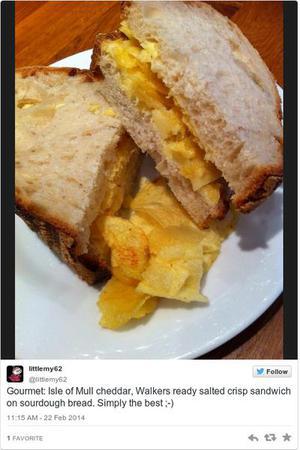 littlemy62
@littlemy62
Follow
Gourmet: Isle of Mull cheddar, Walkers ready salted crisp sandwich
on sourdough bread. Simply the best ;-)
11:15 AM - 22 Feb 2014
1 FAVORITE